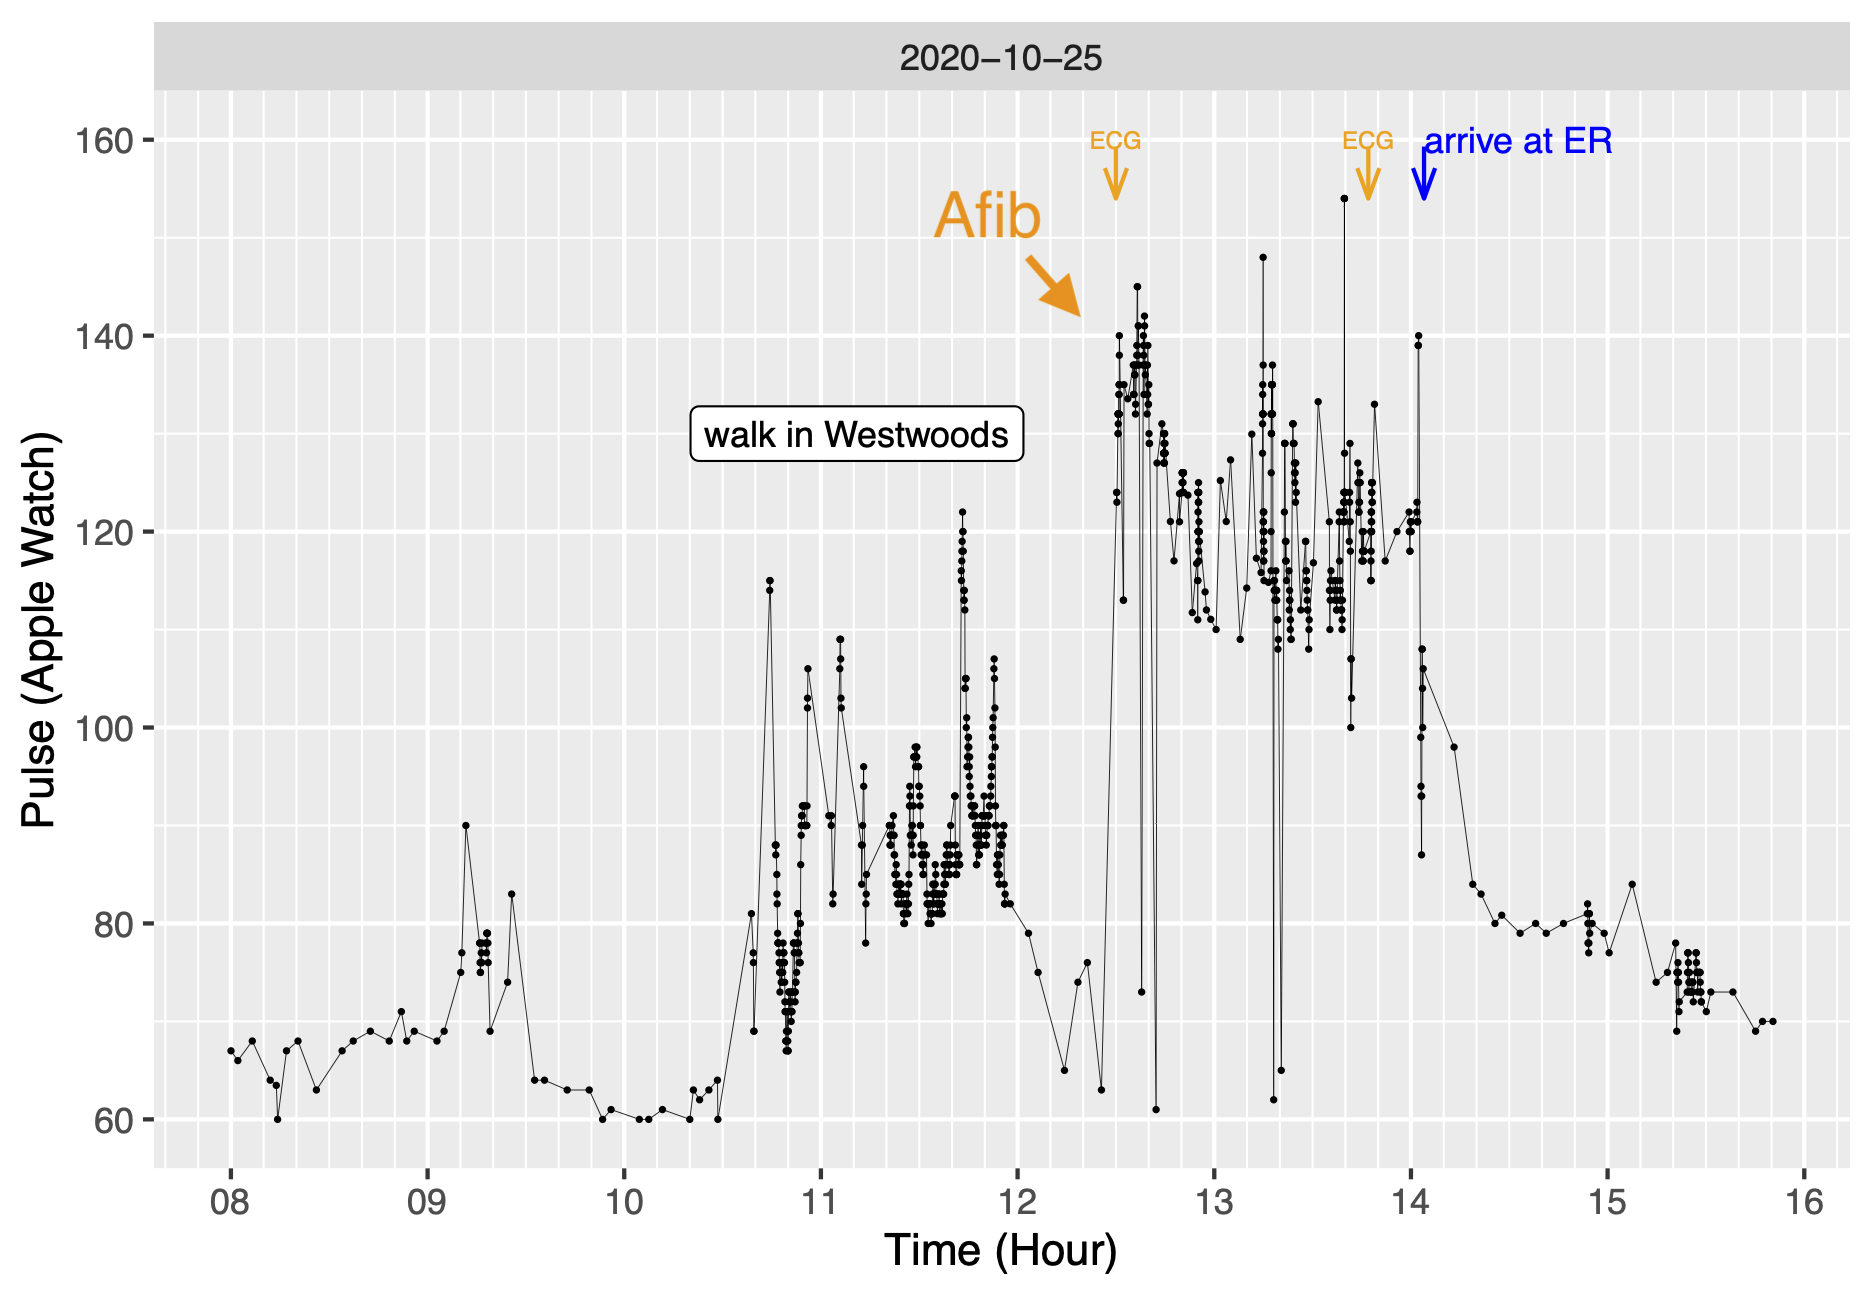 2020−10−25
160
ECG
ECG
arrive at ER
Afib
140
walk in Westwoods
120
100
80
60
Pulse (Apple Watch)
08 09 10 11 12 13 14 15 16
Time (Hour)